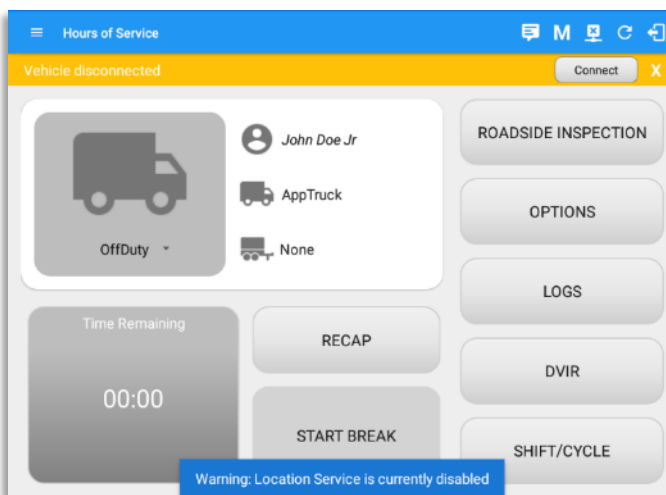 Hours of Service
M
Vehicle disconnected
Connect
X
John Doe Jr
AppTruck
None
OffDuty
ROADSIDE INSPECTION
OPTIONS
LOGS
DVIR
SHIFT/CYCLE
Time Remaining
00:00
RECAP
START BREAK
Warning: Location Service is currently disabled